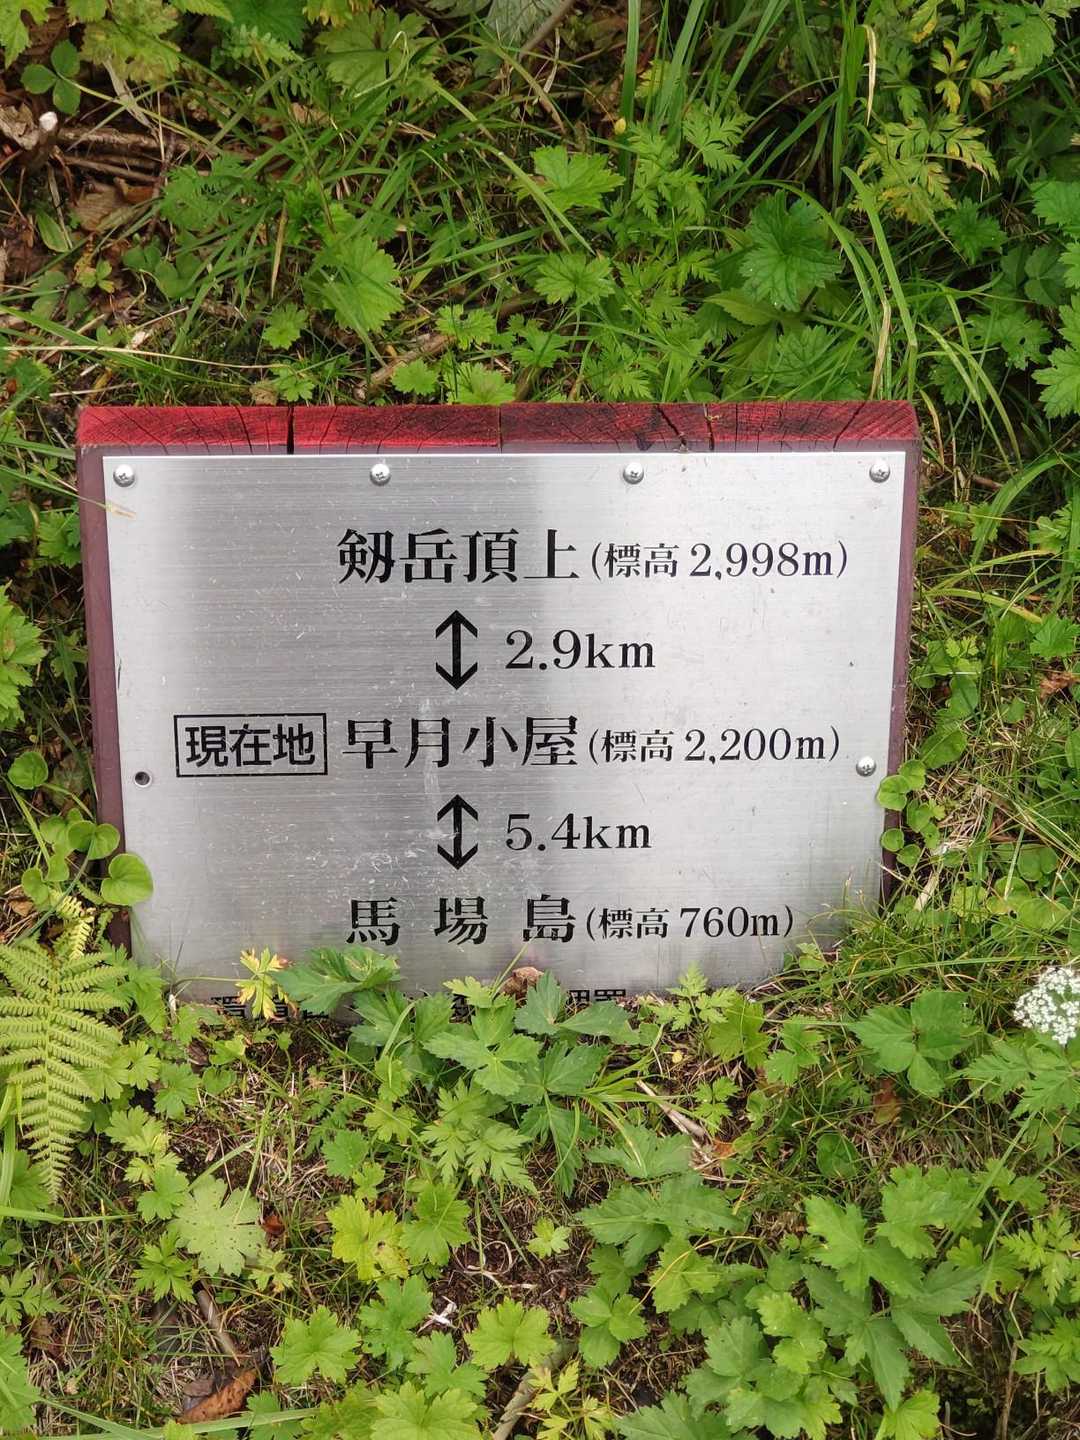 剱岳頂上(標高2,998m)
2.9km
現在地 早月小屋(標高2,200m)
5.4km
馬場島(標高760m)